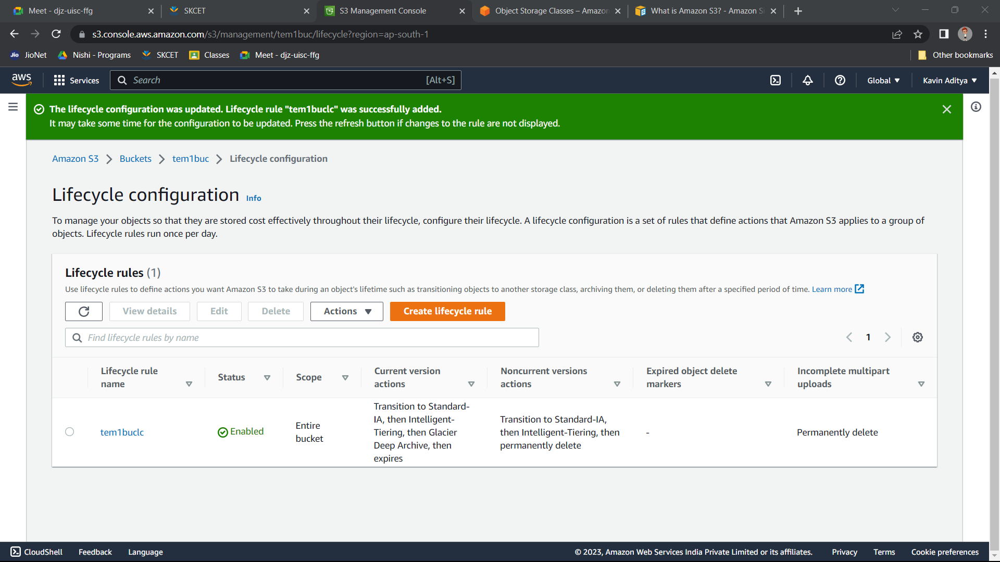 Meet - djz-uisc-ffg
SKCET
S3 Management Console
Object Storage Classes – Amazon
What is Amazon S3? - Amazon Si
s3.console.aws.amazon.com/s3/management/tem1buc/lifecycle?region=ap-south-1
Jio JioNet
Nishi - Programs
SKCET
Classes
Meet - djz-uisc-ffg
Other bookmarks
aws
Services
Search
[Alt+S]
Global
Kavin Aditya
The lifecycle configuration was updated. Lifecycle rule "tem1buclc" was successfully added.
It may take some time for the configuration to be updated. Press the refresh button if changes to the rule are not displayed.
Amazon S3
Buckets
tem1buc
Lifecycle configuration
Lifecycle configuration Info
To manage your objects so that they are stored cost effectively throughout their lifecycle, configure their lifecycle. A lifecycle configuration is a set of rules that define actions that Amazon S3 applies to a group of
objects. Lifecycle rules run once per day.
Lifecycle rules (1)
Use lifecycle rules to define actions you want Amazon S3 to take during an object's lifetime such as transitioning objects to another storage class, archiving them, or deleting them after a specified period of time. Learn more
View details
Edit
Delete
Actions
Create lifecycle rule
Find lifecycle rules by name
1
Lifecycle rule
name
Status
Scope
Current version
actions
Noncurrent versions
actions
Expired object delete
markers
Incomplete multipart
uploads
tem1buclc
Enabled
Entire
bucket
Transition to Standard-
IA, then Intelligent-
Tiering, then Glacier
Deep Archive, then
expires
Transition to Standard-IA,
then Intelligent-Tiering, then
permanently delete
-
Permanently delete
CloudShell
Feedback
Language
© 2023, Amazon Web Services India Private Limited or its affiliates.
Privacy
Terms
Cookie preferences